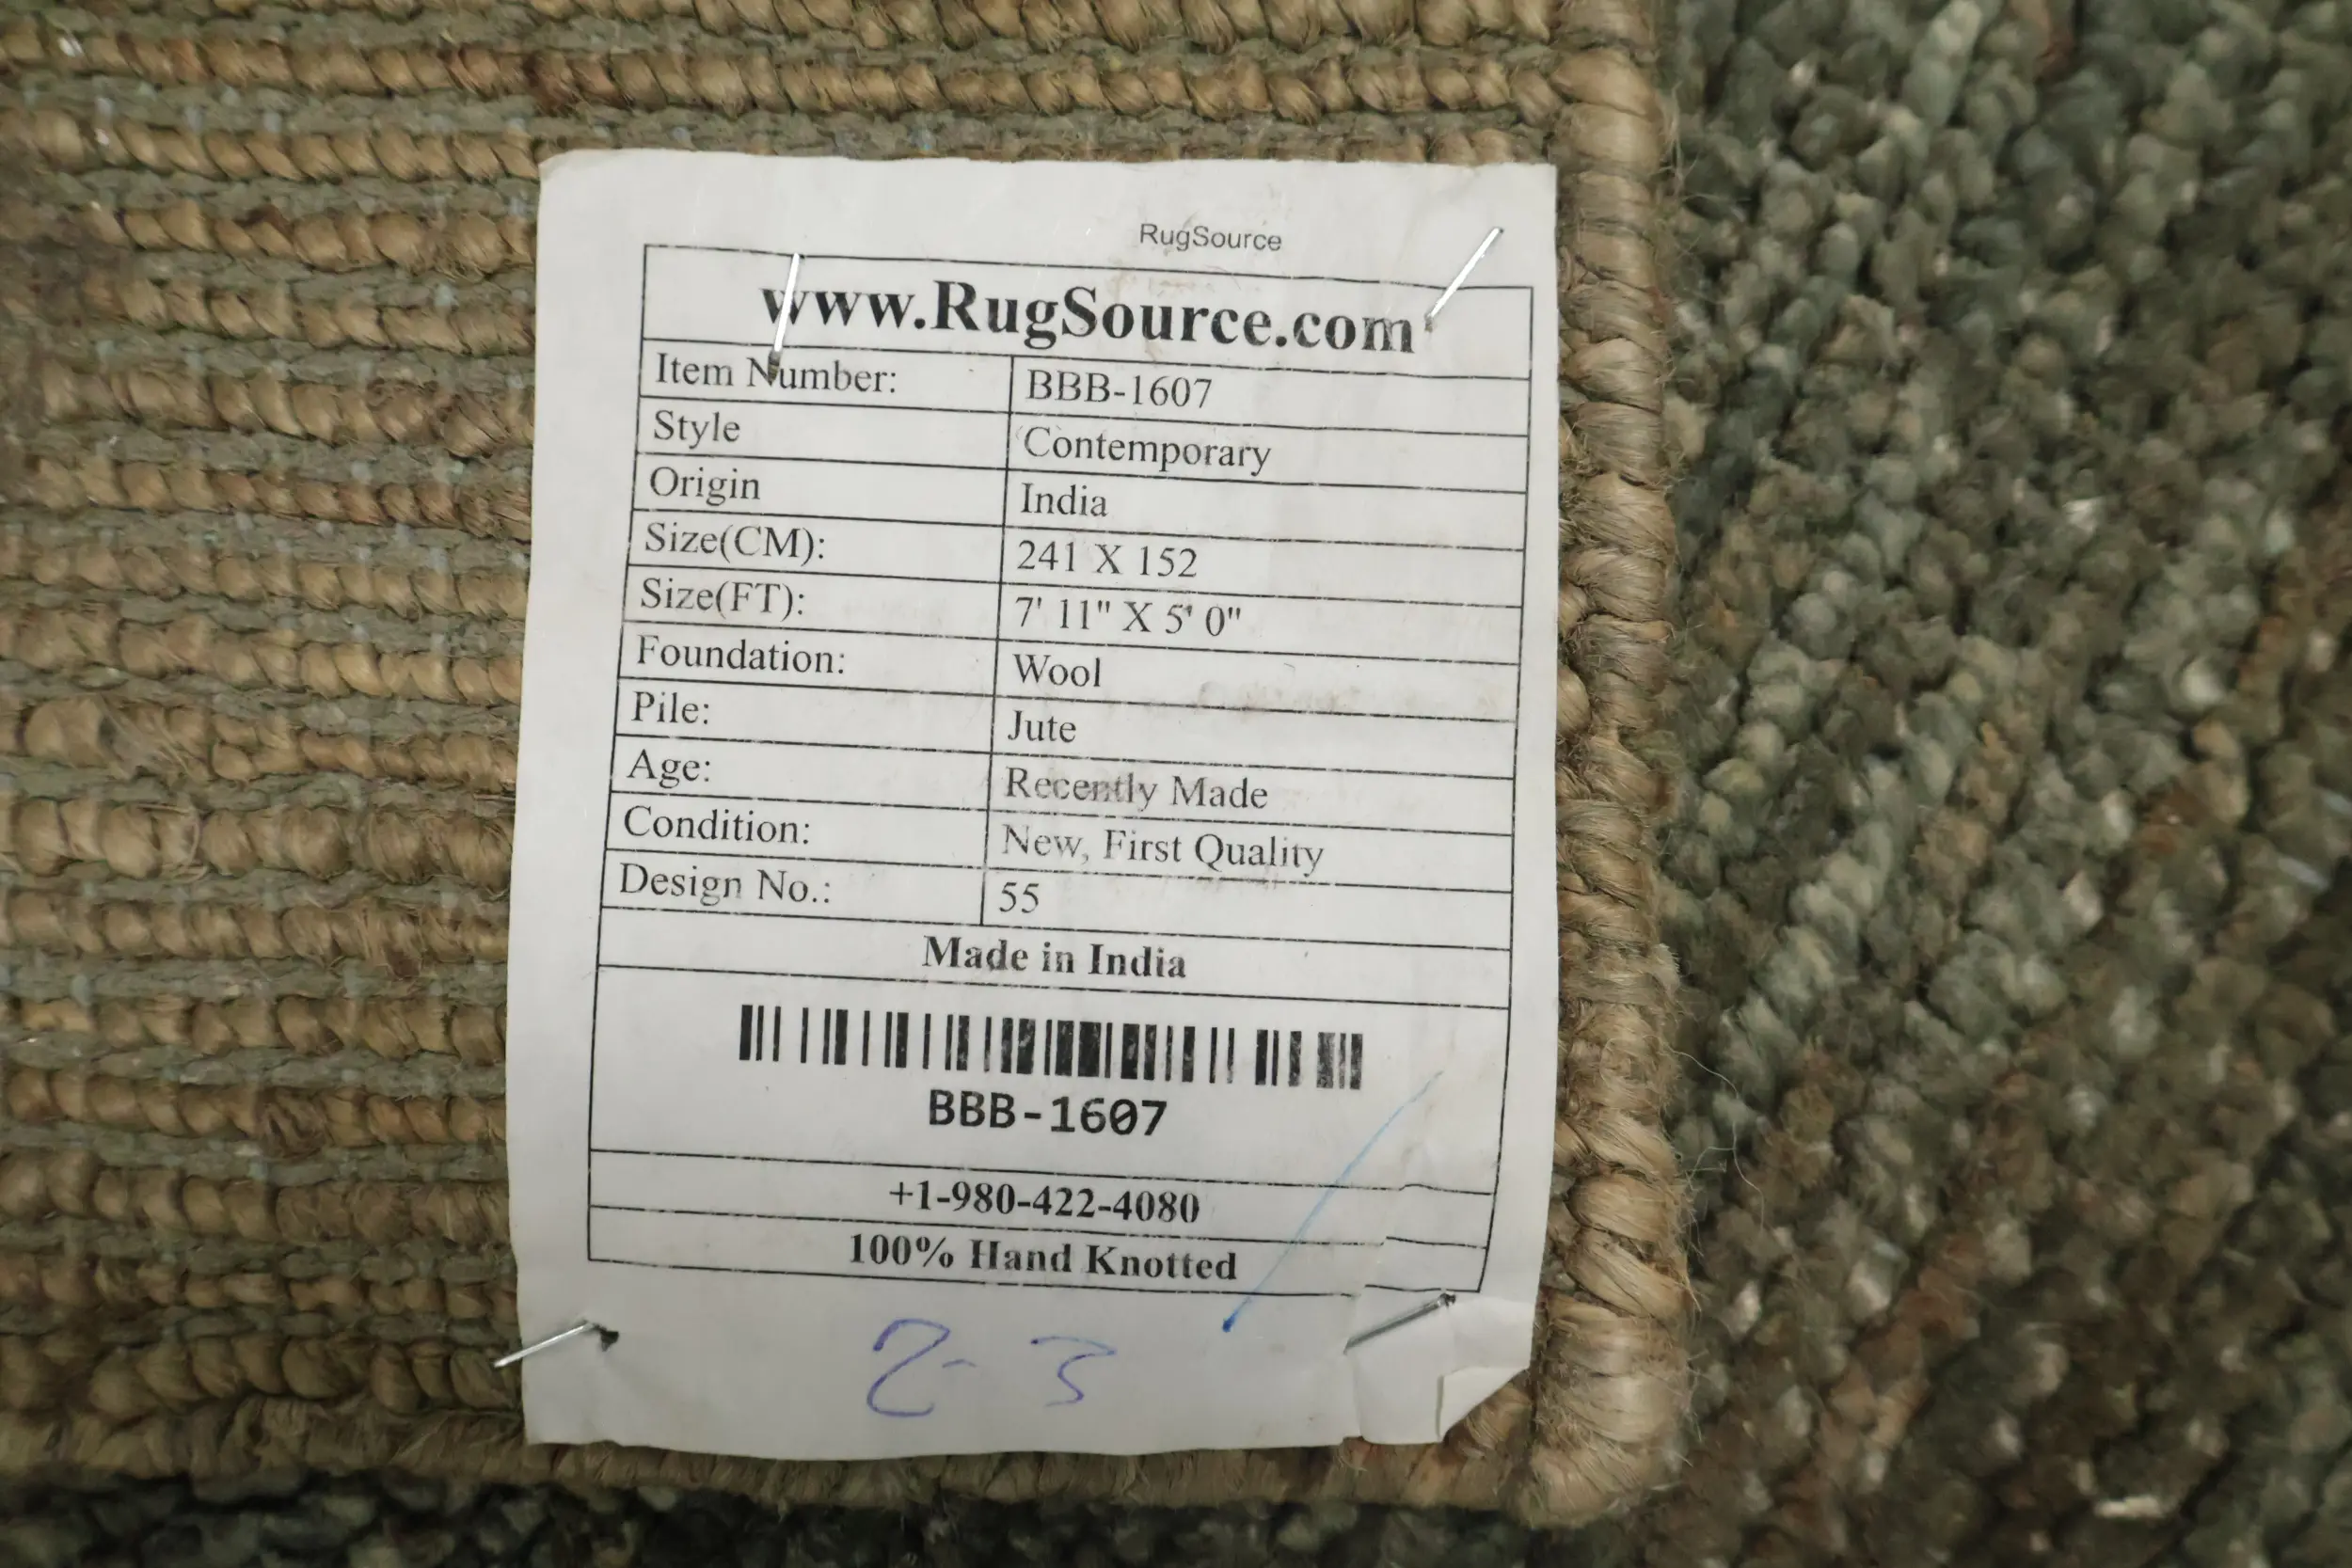 RugSource
www.RugSource.com
Item Number: BBB-1607
Style Contemporary
Origin India
Size(CM): 241 X 152
Size(FT): 7' 11" X 5' 0"
Foundation: Wool
Pile: Jute
Age: Recently Made
Condition: New, First Quality
Design No.: 55
Made in India
BBB-1607
+1-980-422-4080
100% Hand Knotted
2-3